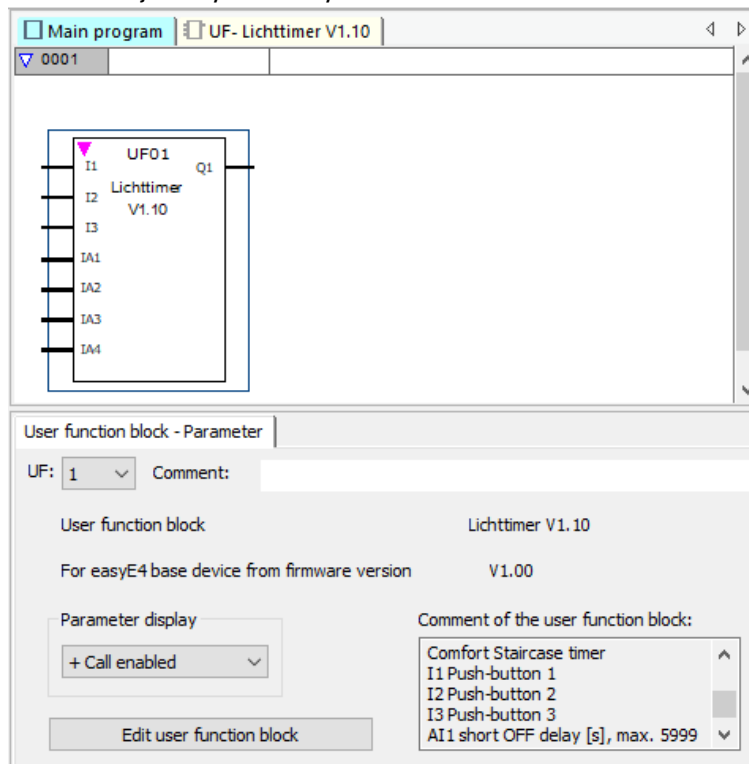 Main program UF- Lichttimer V1.10
0001
UF01
I1 Q1
Lichttimer
I2
V1.10
I3
IA1
IA2
IA3
IA4
User function block - Parameter
UF: 1 Comment:
User function block Lichttimer V1.10
For easyE4 base device from firmware version V1.00
Parameter display Comment of the user function block:
+ Call enabled
Comfort Staircase timer
I1 Push-button 1
I2 Push-button 2
I3 Push-button 3
AI1 short OFF delay [s], max. 5999
Edit user function block